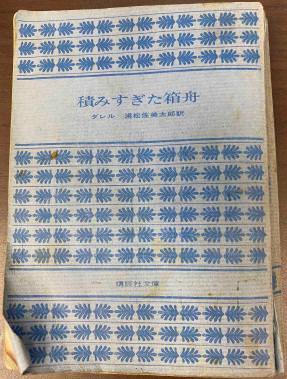 積みすぎた箱舟
ダレル　浦松佐美太郎訳
講談社文庫